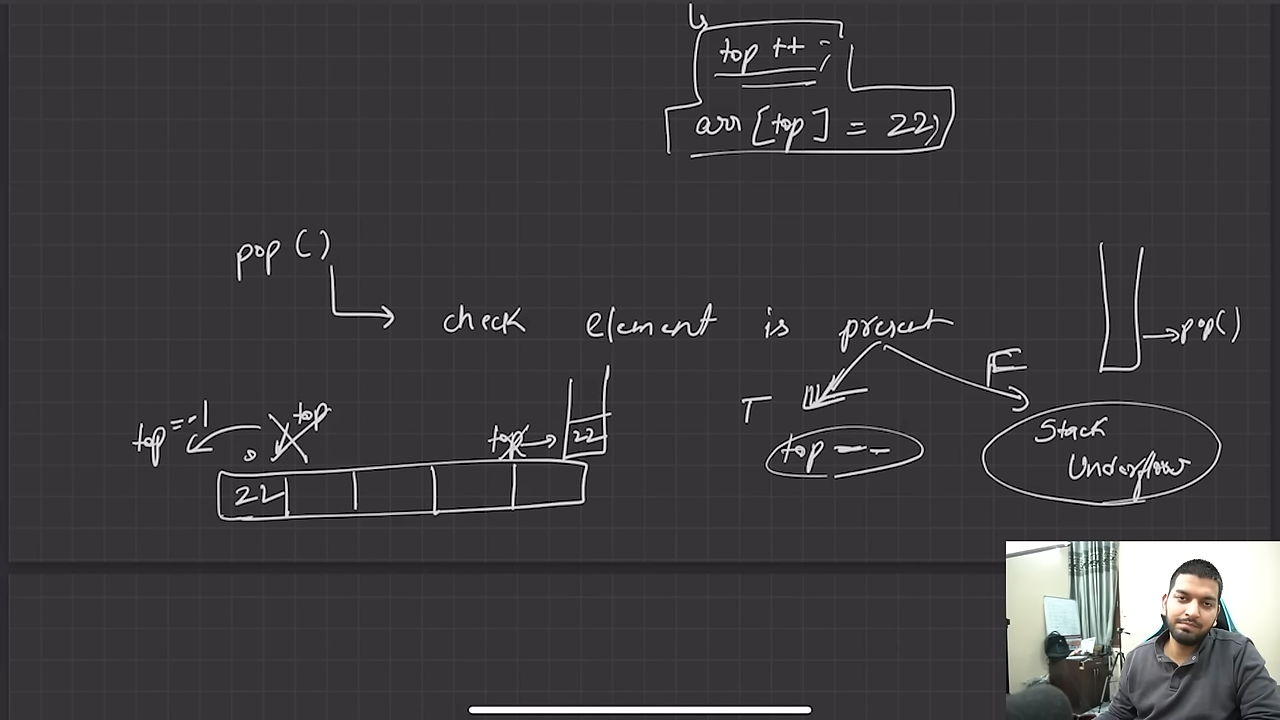 top ++ ;
arr [top] = 22;
pop ()
check element is present
pop()
T
F
top = -1
top
top
22
top --
Stack
Underflow
0
22